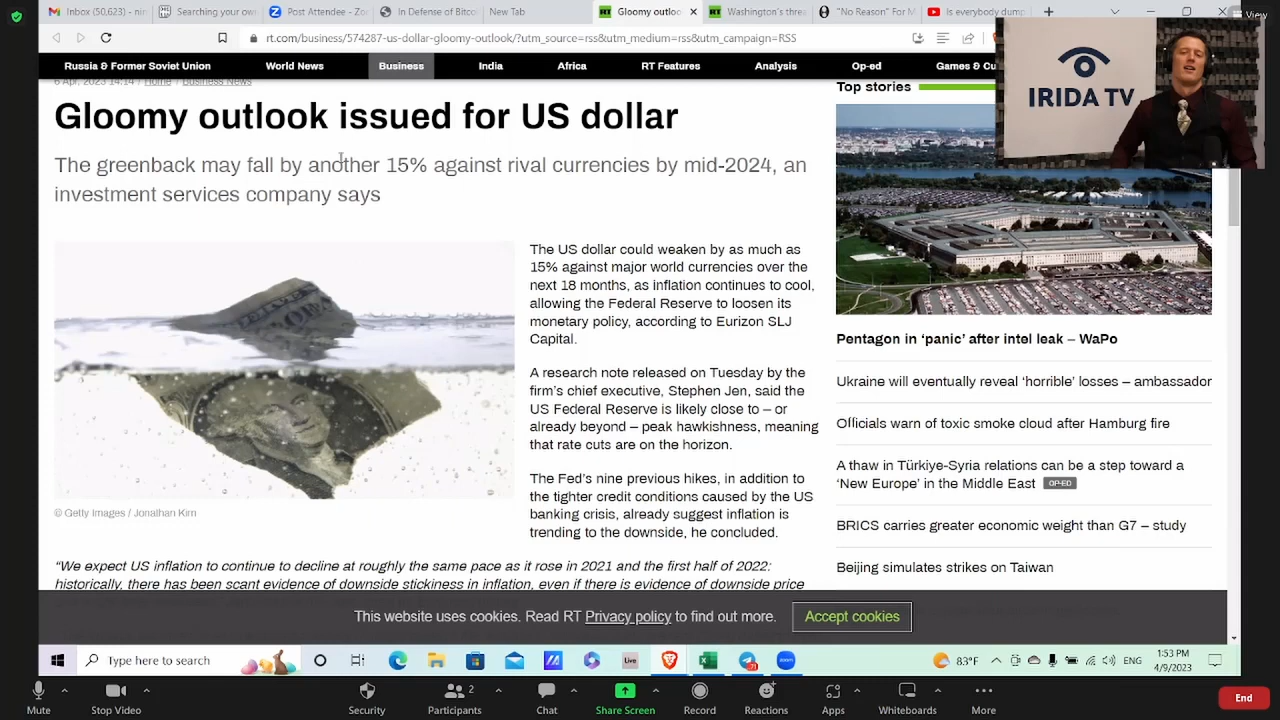 Inbox (50,623) - nin
Searching your own
Post Attendee - Zo
In Defense of Bitco
New Tab
Gloomy outloo
Washington's threa
"No Reason" For M
Is everybody dump
View
rt.com/business/574287-us-dollar-gloomy-outlook/?utm_source=rss&utm_medium=rss&utm_campaign=RSS
Russia & Former Soviet Union
World News
Business
India
Africa
RT Features
Analysis
Op-ed
Games & Cu
IRIDA TV
6 Apr, 2023 14:14 / Home / Business News
Gloomy outlook issued for US dollar
The greenback may fall by another 15% against rival currencies by mid-2024, an
investment services company says
The US dollar could weaken by as much as
15% against major world currencies over the
next 18 months, as inflation continues to cool,
allowing the Federal Reserve to loosen its
monetary policy, according to Eurizon SLJ
Capital.
A research note released on Tuesday by the
firm's chief executive, Stephen Jen, said the
US Federal Reserve is likely close to – or
already beyond – peak hawkishness, meaning
that rate cuts are on the horizon.
The Fed's nine previous hikes, in addition to
the tighter credit conditions caused by the US
banking crisis, already suggest inflation is
trending to the downside, he concluded.
© Getty Images / Jonathan Kirn
"We expect US inflation to continue to decline at roughly the same pace as it rose in 2021 and the first half of 2022:
historically, there has been scant evidence of downside stickiness in inflation, even if there is evidence of downside price
Top stories
Pentagon in 'panic' after intel leak – WaPo
Ukraine will eventually reveal 'horrible' losses – ambassador
Officials warn of toxic smoke cloud after Hamburg fire
A thaw in Türkiye-Syria relations can be a step toward a
'New Europe' in the Middle East OP-ED
BRICS carries greater economic weight than G7 – study
Beijing simulates strikes on Taiwan
This website uses cookies. Read RT Privacy policy to find out more.
Accept cookies
Type here to search
Live
zoom
83°F
ENG
1:53 PM
4/9/2023
Mute
Stop Video
Security
Participants
2
Chat
Share Screen
Record
Reactions
Apps
Whiteboards
More
End